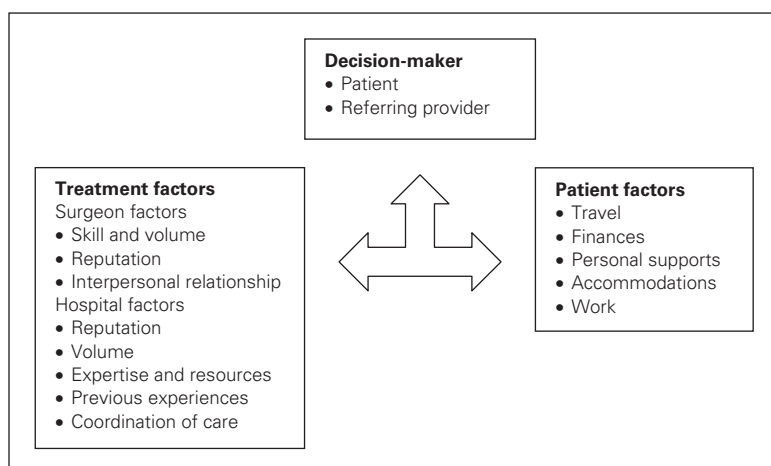 Decision-maker
• Patient
• Referring provider
Treatment factors
Surgeon factors
• Skill and volume
• Reputation
• Interpersonal relationship
Hospital factors
• Reputation
• Volume
• Expertise and resources
• Previous experiences
• Coordination of care
Patient factors
• Travel
• Finances
• Personal supports
• Accommodations
• Work